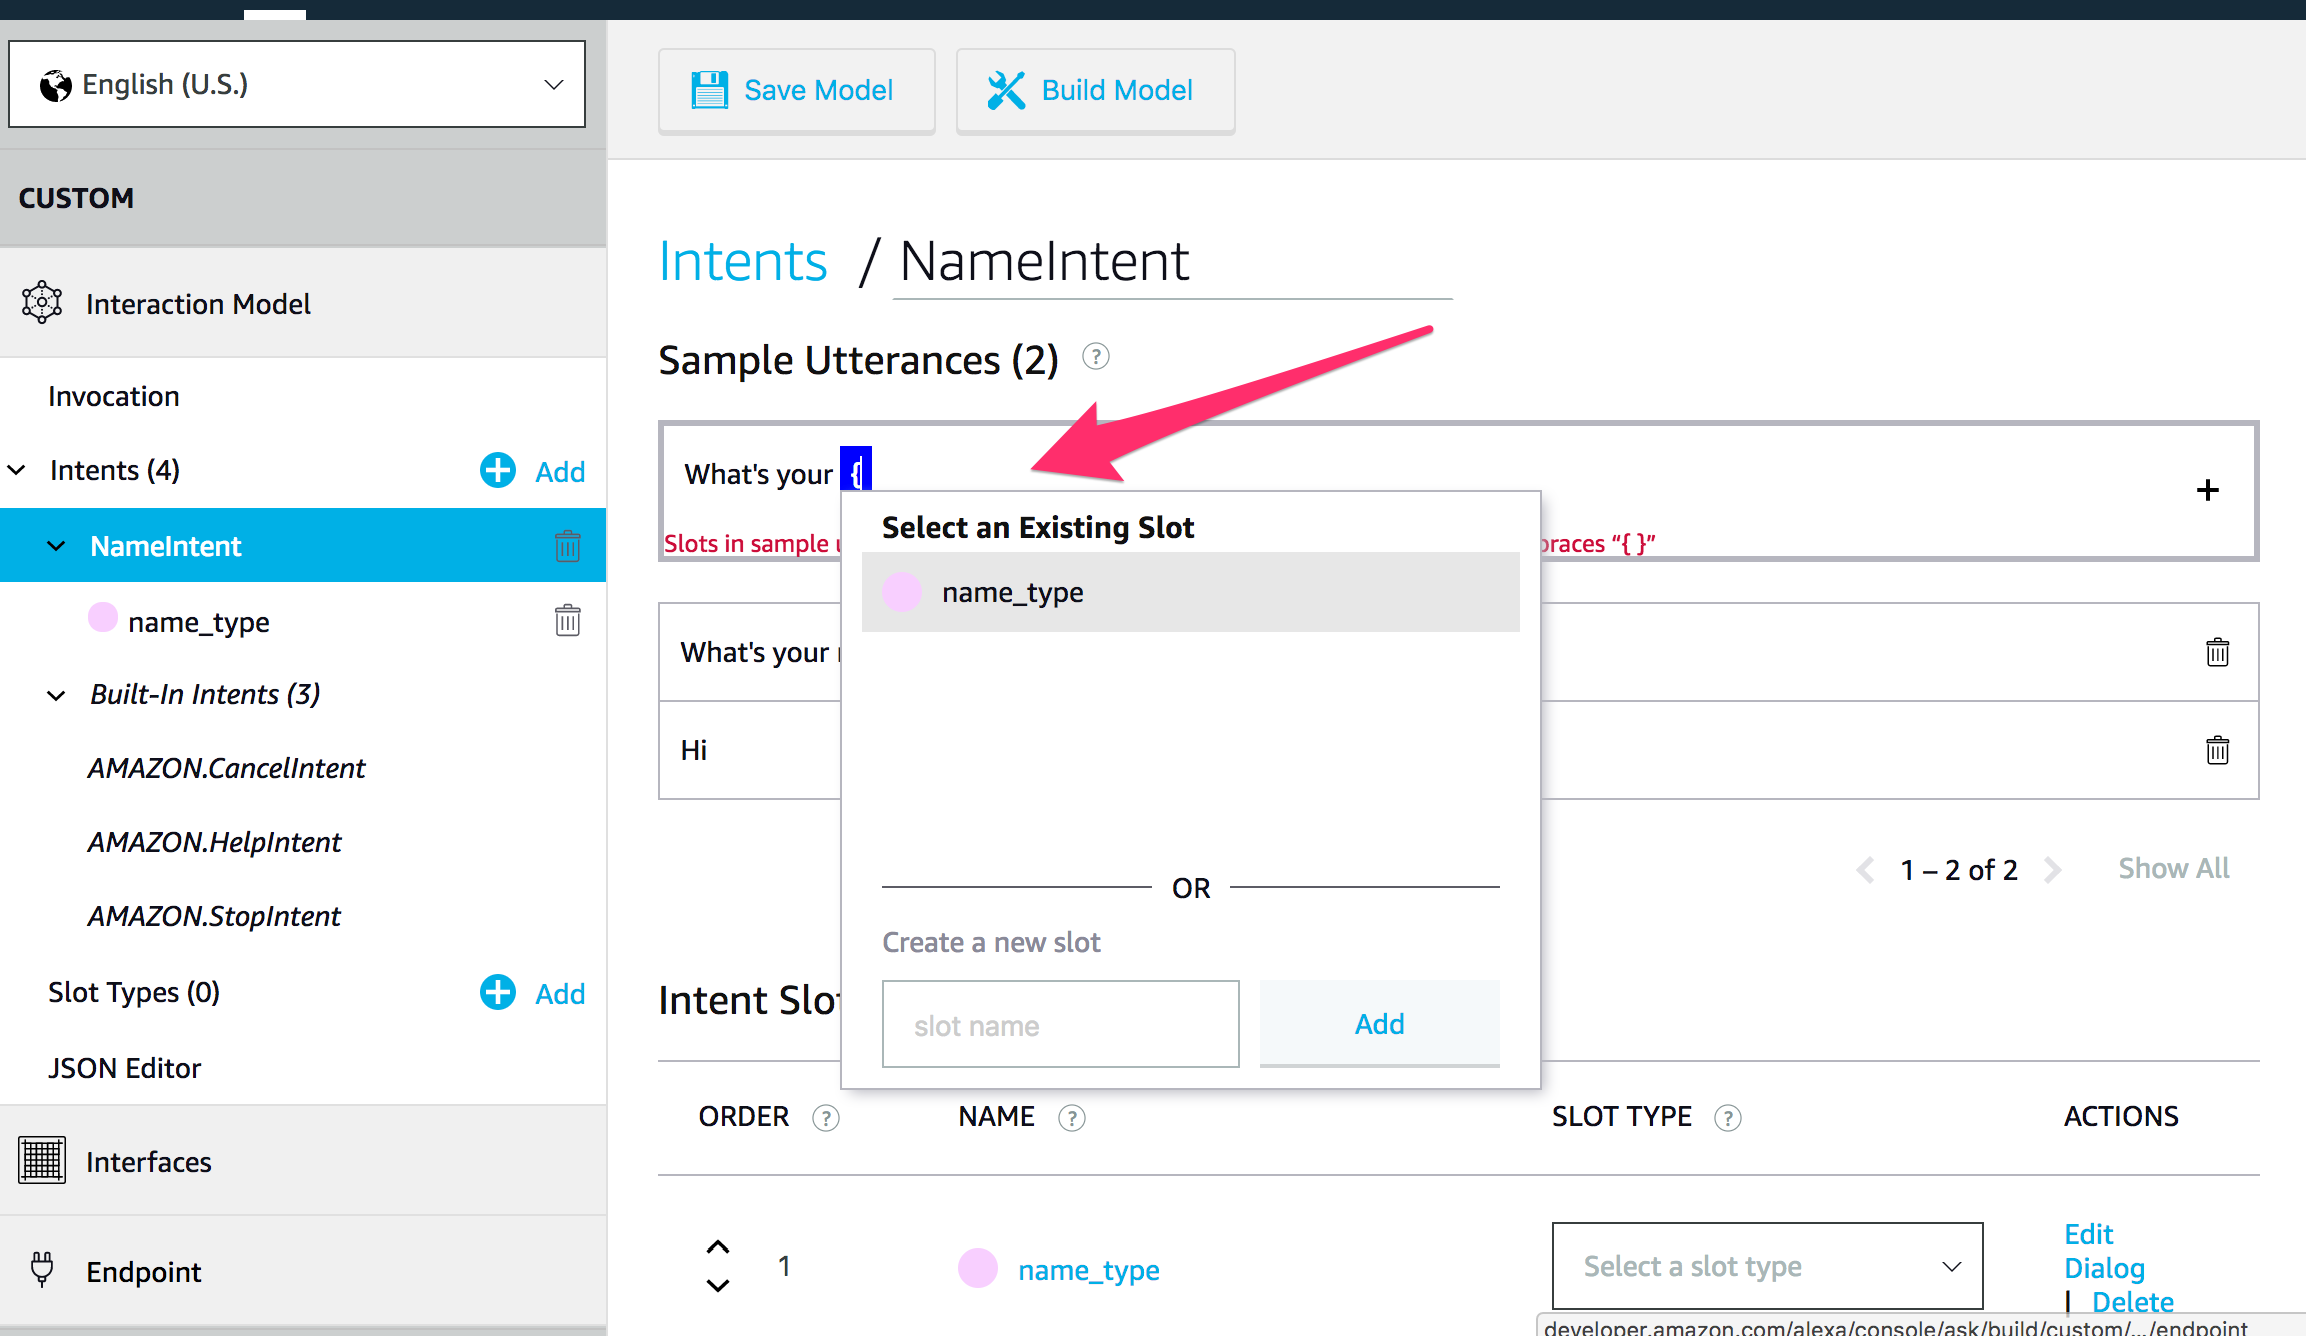 English (U.S.)
Save Model
Build Model
CUSTOM
Intents / NameIntent
Interaction Model
Sample Utterances (2) ?
Invocation
What's your {
+
Intents (4)
Add
Select an Existing Slot
Slots in sample
braces “{ }”
NameIntent
name_type
name_type
What's your
Built-In Intents (3)
Hi
AMAZON.CancelIntent
AMAZON.HelpIntent
OR
1 – 2 of 2
Show All
AMAZON.StopIntent
Create a new slot
Slot Types (0)
Add
Intent Slo
slot name
Add
JSON Editor
ORDER ?
NAME ?
SLOT TYPE ?
ACTIONS
Interfaces
Endpoint
1
name_type
Select a slot type
Edit
Dialog
| Delete
developer.amazon.com/alexa/console/ask/build/custom/.../endpoint